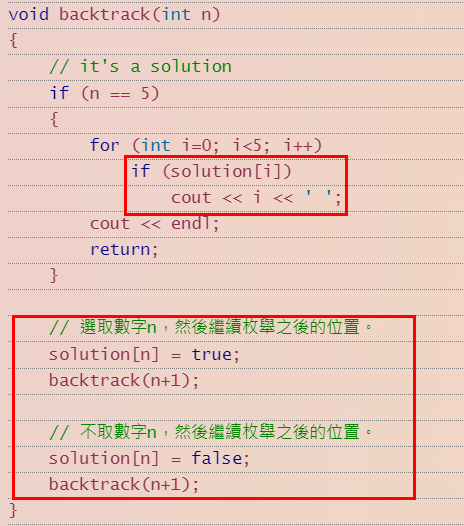 void backtrack(int n)
{
    // it's a solution
    if (n == 5)
    {
        for (int i=0; i<5; i++)
            if (solution[i])
                cout << i << ' ';
        cout << endl;
        return;
    }
    // 選取數字n，然後繼續枚舉之後的位置。
    solution[n] = true;
    backtrack(n+1);
    // 不取數字n，然後繼續枚舉之後的位置。
    solution[n] = false;
    backtrack(n+1);
}